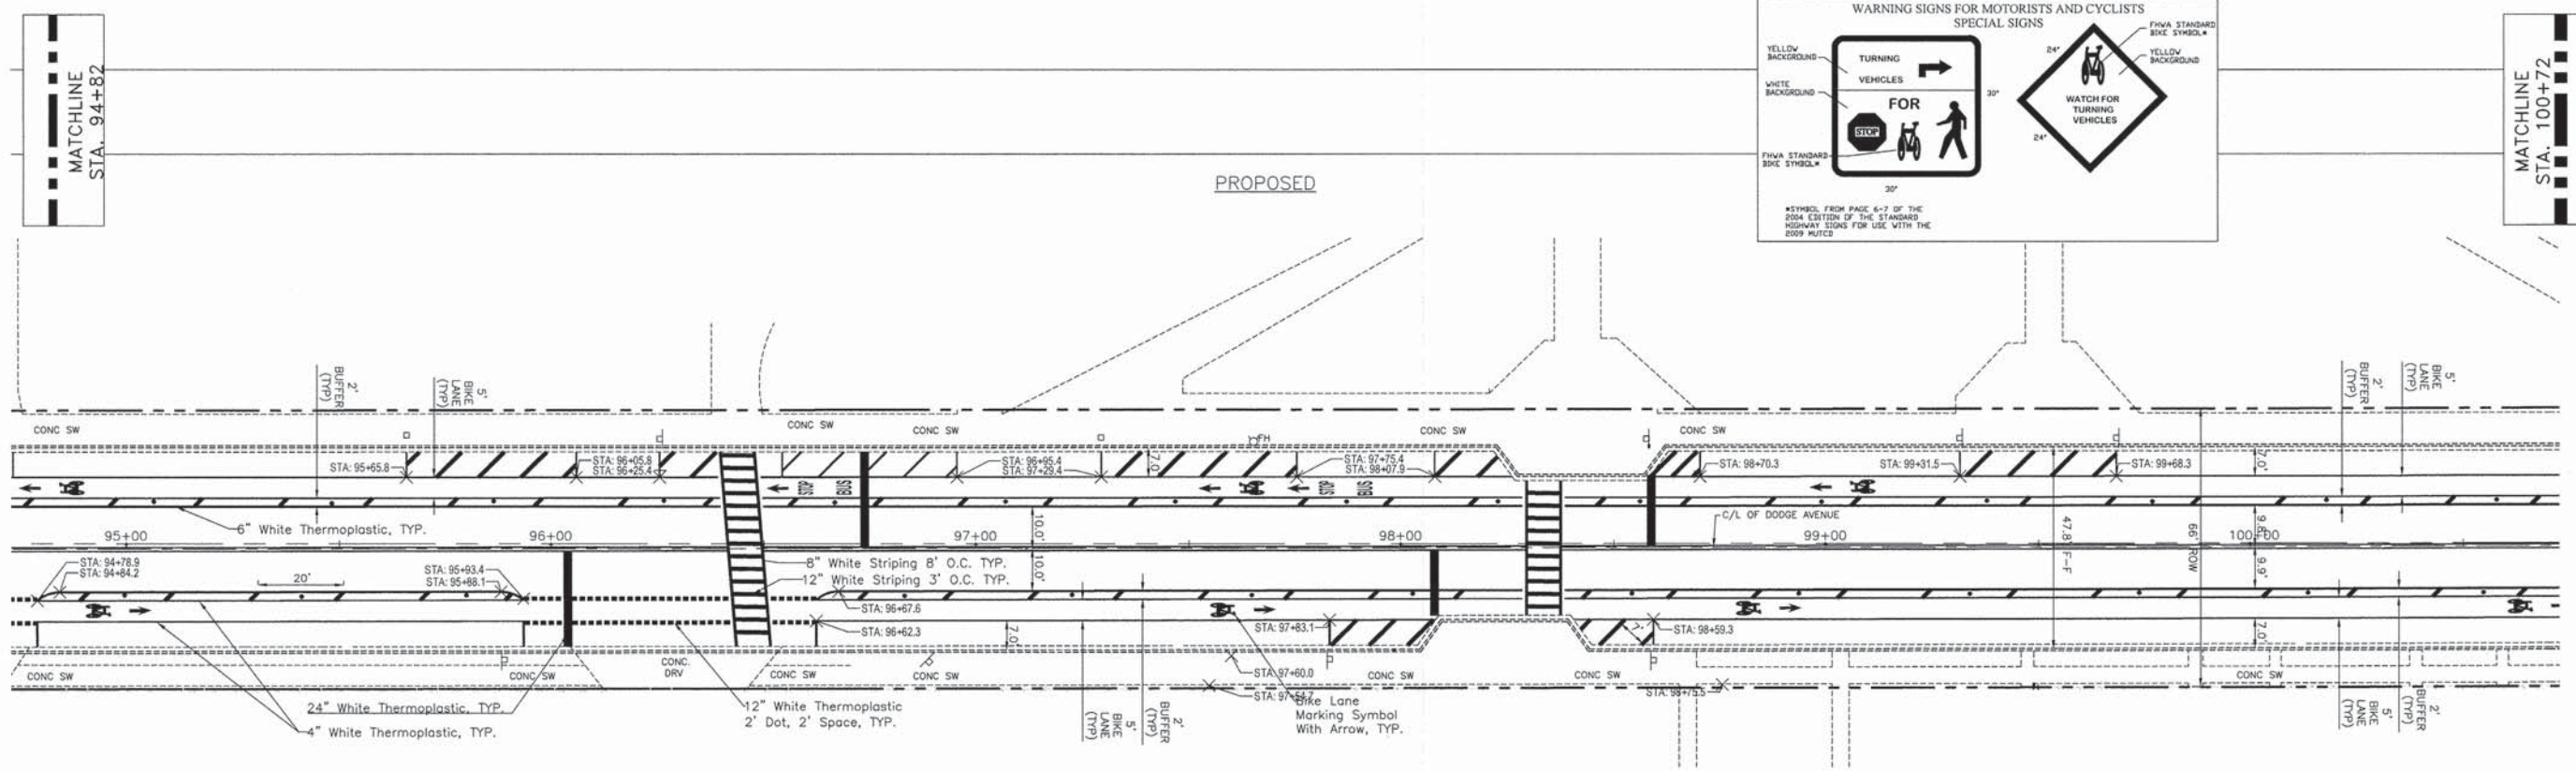 MATCHLINE
STA. 94+82
PROPOSED
WARNING SIGNS FOR MOTORISTS AND CYCLISTS
SPECIAL SIGNS
YELLOW
BACKGROUND
WHITE
BACKGROUND
FHWA STANDARD
BIKE SYMBOL*
TURNING
VEHICLES
FOR
STOP
30"
30"
24"
24"
WATCH FOR
TURNING
VEHICLES
FHWA STANDARD
BIKE SYMBOL*
YELLOW
BACKGROUND
*SYMBOL FROM PAGE 6-7 OF THE
2004 EDITION OF THE STANDARD
HIGHWAY SIGNS FOR USE WITH THE
2009 MUTCD
MATCHLINE
STA. 100+72
2'
BUFFER
(TYP)
5'
BIKE
LANE
(TYP)
2'
BUFFER
(TYP)
5'
BIKE
LANE
(TYP)
CONC SW
CONC SW
CONC SW
FH
CONC SW
CONC SW
STA: 95+65.8
STA: 96+05.8
STA: 96+25.4
STA: 96+95.4
STA: 97+29.4
7.0'
STA: 97+75.4
STA: 98+07.9
STA: 98+70.3
STA: 99+31.5
STA: 99+68.3
7.0'
STOP
BUS
STOP
BUS
6" White Thermoplastic, TYP.
10.0'
C/L OF DODGE AVENUE
47.8' F-F
66' ROW
95+00
96+00
97+00
98+00
99+00
100+00
STA: 94+78.9
STA: 94+84.2
20'
STA: 95+93.4
STA: 95+88.1
8" White Striping 8' O.C. TYP.
12" White Striping 3' O.C. TYP.
10.0'
9.9'
STA: 96+67.6
STA: 96+62.3
7.0'
STA: 97+83.1
7'
STA: 98+59.3
7.0'
CONC SW
CONC SW
CONC.
DRV
CONC SW
CONC SW
STA: 97+60.0
CONC SW
CONC SW
CONC SW
24" White Thermoplastic, TYP.
4" White Thermoplastic, TYP.
12" White Thermoplastic
2' Dot, 2' Space, TYP.
5'
BIKE
LANE
(TYP)
2'
BUFFER
(TYP)
Bike Lane
Marking Symbol
With Arrow, TYP.
5'
BIKE
LANE
(TYP)
2'
BUFFER
(TYP)